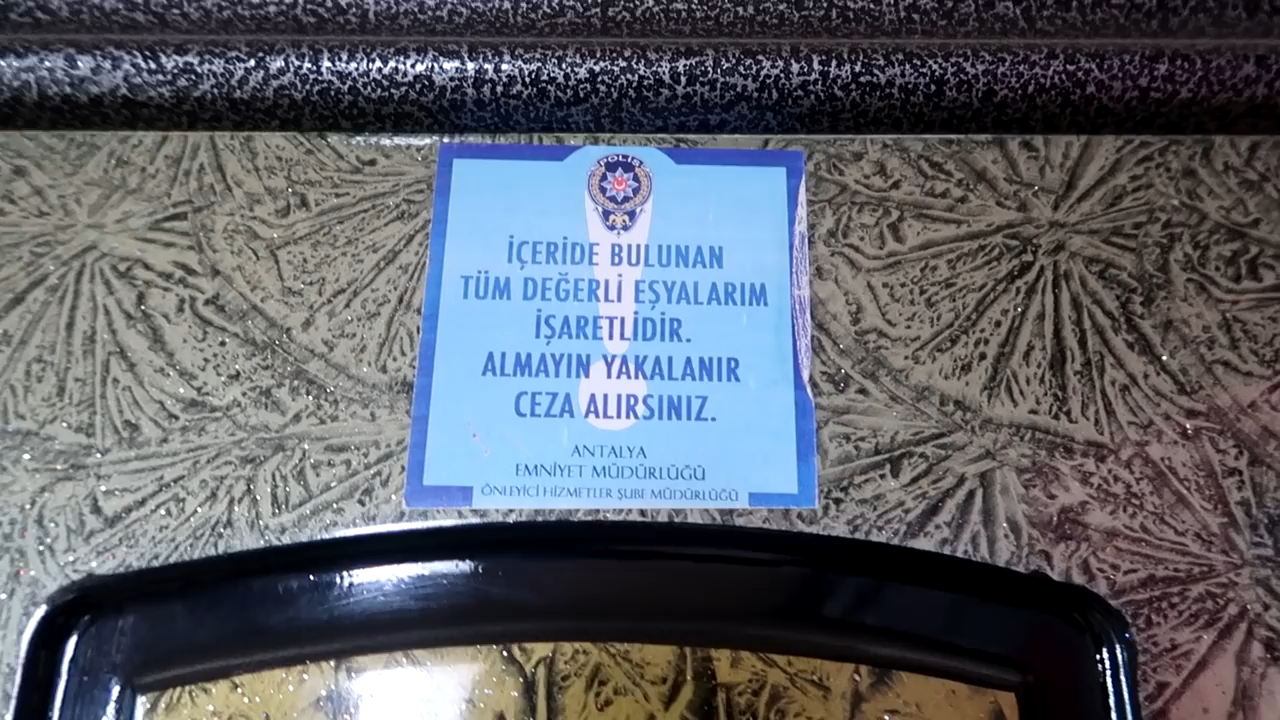 POLİS
İÇERİDE BULUNAN
TÜM DEĞERLİ EŞYALARIM
İŞARETLİDİR.
ALMAYIN YAKALANIR
CEZA ALIRSINIZ.
ANTALYA
EMNİYET MÜDÜRLÜĞÜ
ÖNLEYİCİ HİZMETLER ŞUBE MÜDÜRLÜĞÜ